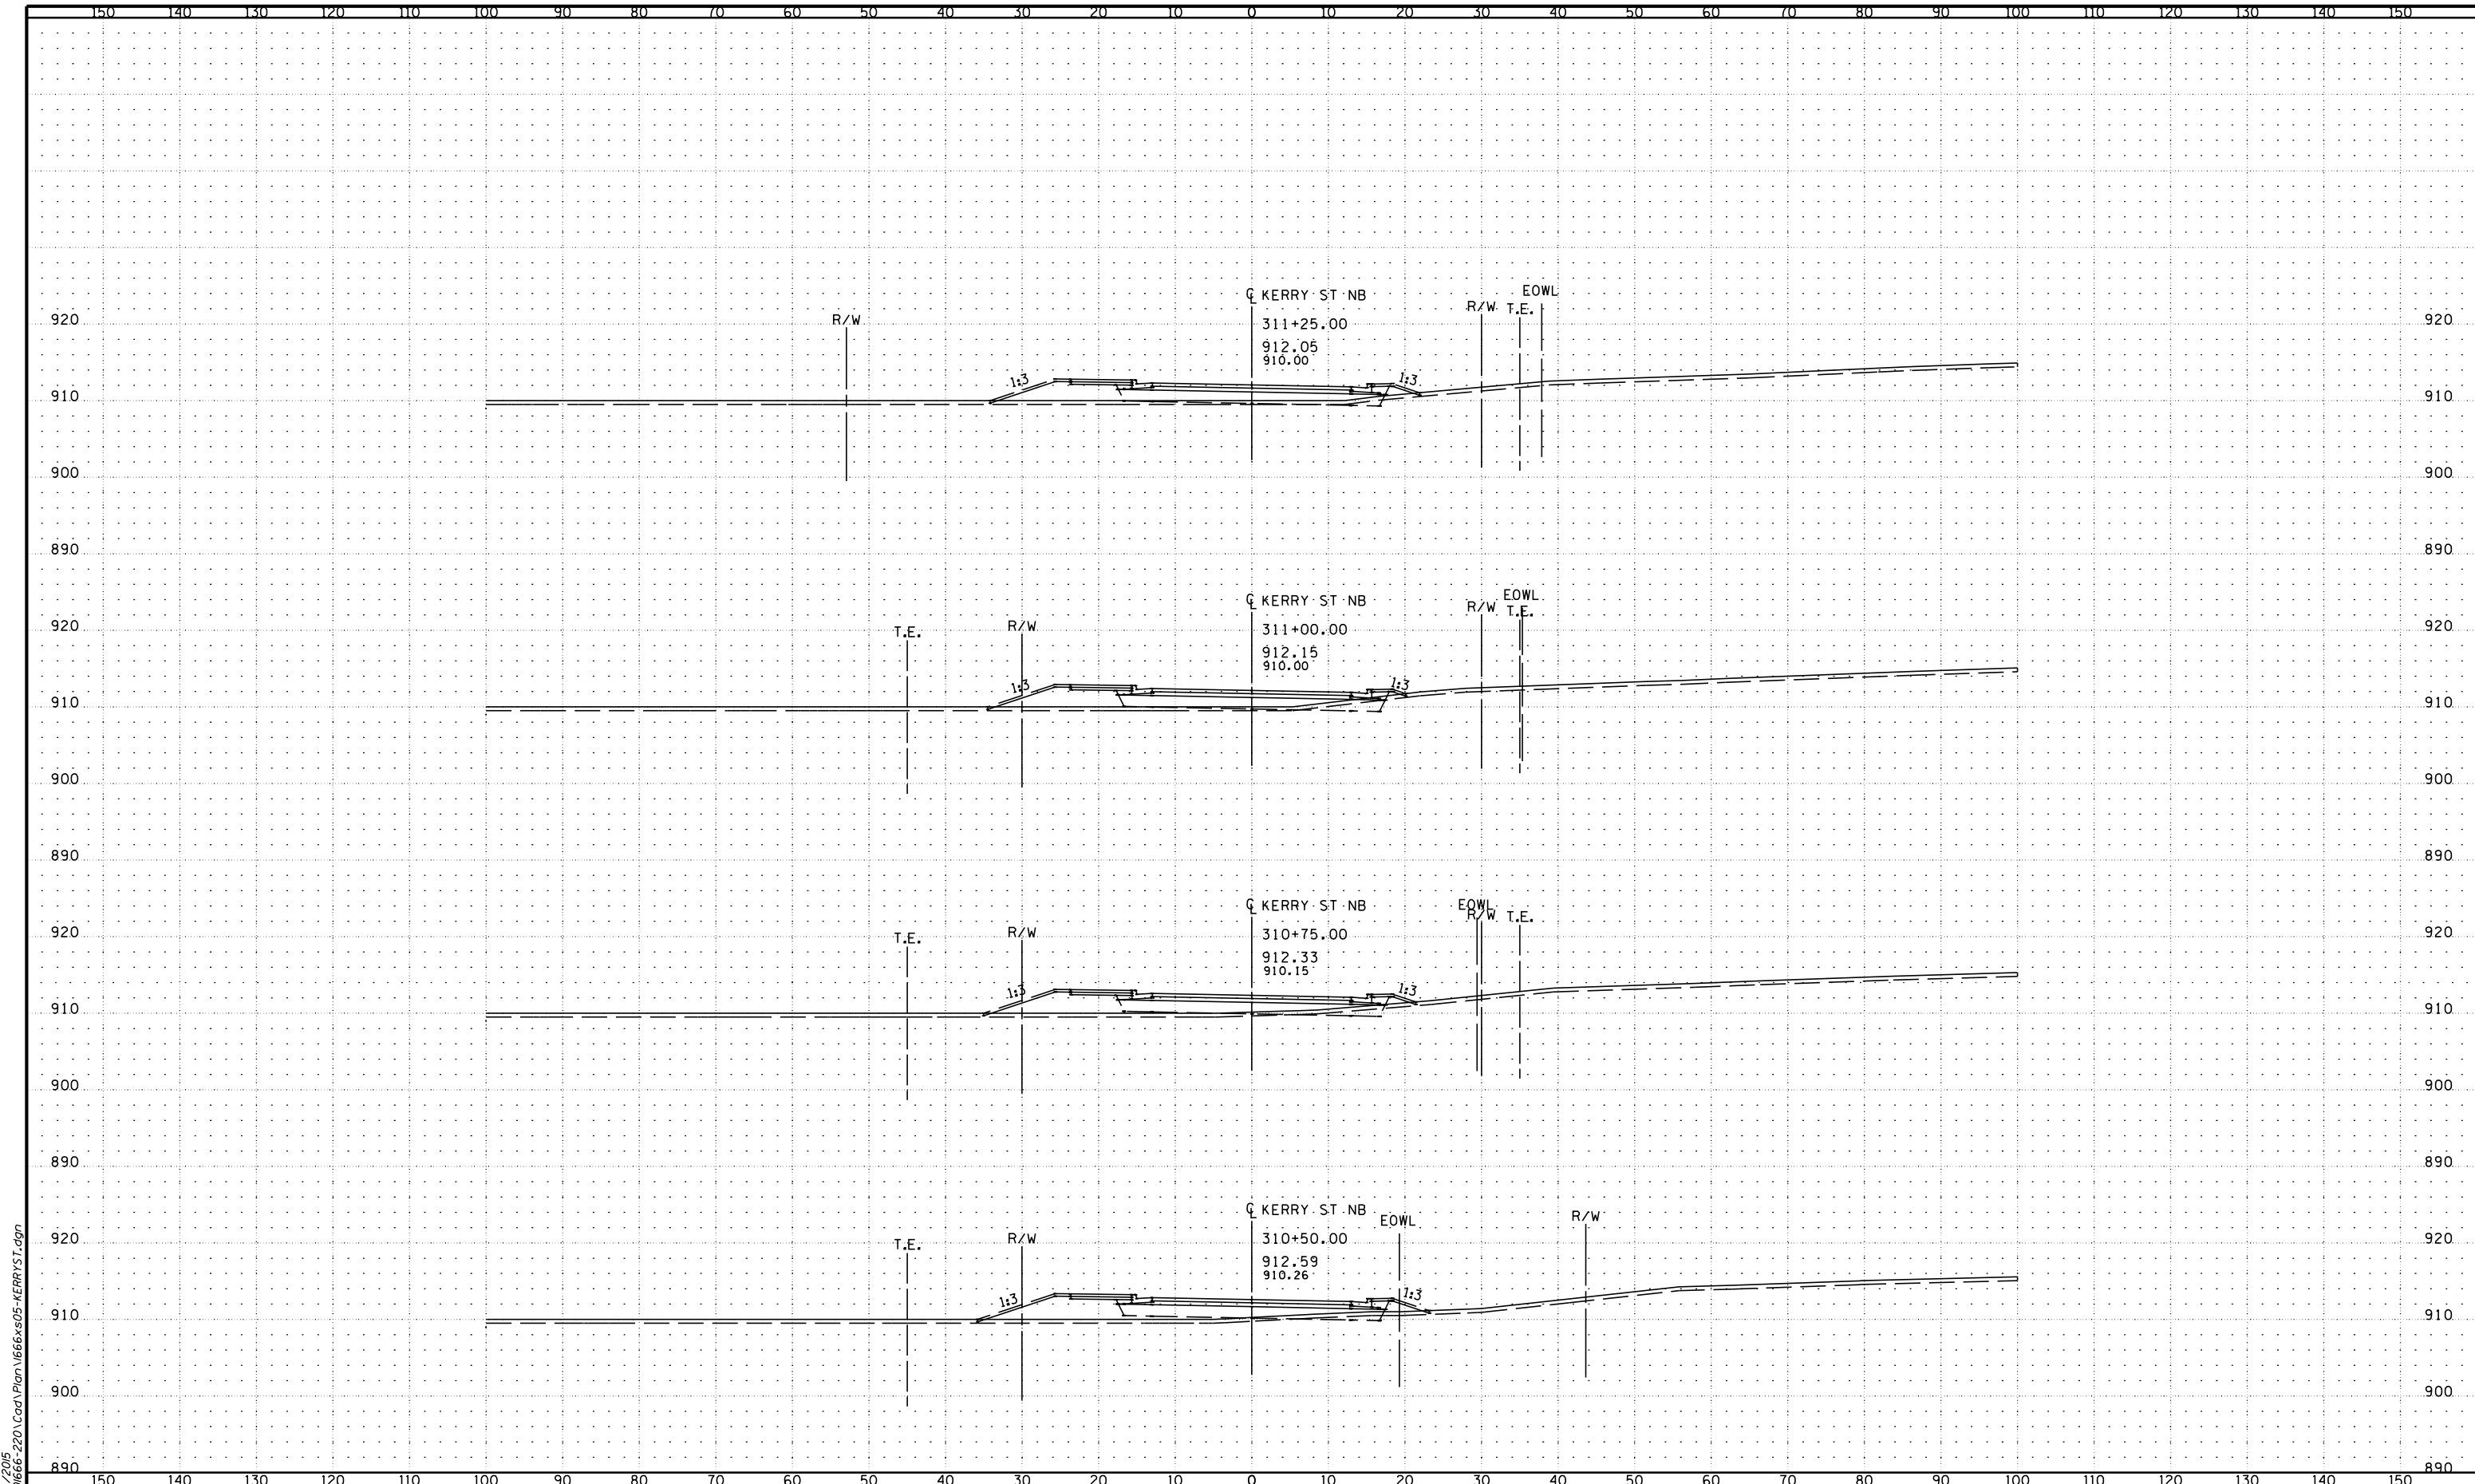 150 140 130 120 110 100 90 80 70 60 50 40 30 20 10 0 10 20 30 40 50 60 70 80 90 100 110 120 130 140 150
EOWL
℄ KERRY ST NB
R/W T.E.
R/W
920 311+25.00 920
912.05
910.00
1:3 1:3
910 910
900 900
890 890
EOWL
℄ KERRY ST NB
R/W T.E.
T.E. R/W
920 311+00.00 920
912.15
910.00
1:3 1:3
910 910
900 900
890 890
℄ KERRY ST NB EOWL
R/W T.E.
T.E. R/W
920 310+75.00 920
912.33
910.15
1:3 1:3
910 910
900 900
890 890
℄ KERRY ST NB
EOWL R/W
T.E. R/W
920 310+50.00 920
912.59
910.26
1:3 1:3
910 910
900 900
890 890
150 140 130 120 110 100 90 80 70 60 50 40 30 20 10 0 10 20 30 40 50 60 70 80 90 100 110 120 130 140 150
/2015
1666-220\Cad\Plan\1666xs05-KERRYST.dgn